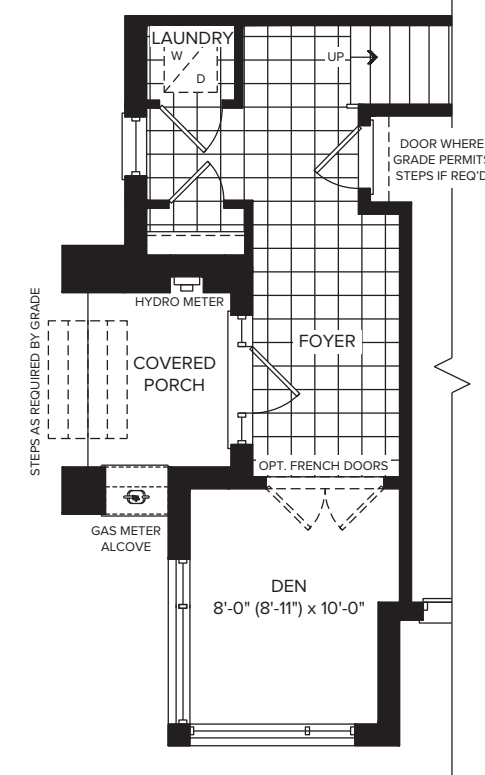 LAUNDRY
W
D
UP
DOOR WHERE
GRADE PERMITS
STEPS IF REQ'D
HYDRO METER
STEPS AS REQUIRED BY GRADE
COVERED
PORCH
FOYER
OPT. FRENCH DOORS
GAS METER
ALCOVE
DEN
8'-0" (8'-11") x 10'-0"